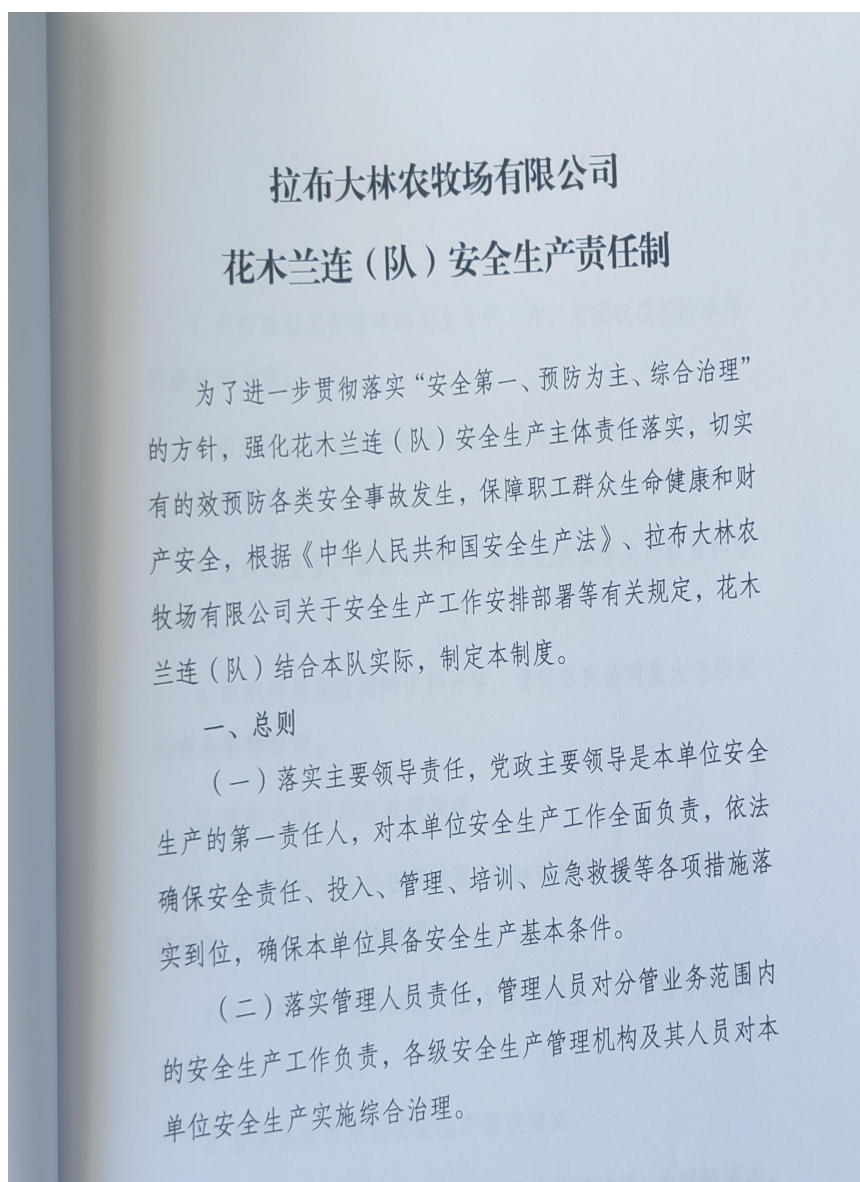 拉布大林农牧场有限公司
花木兰连（队）安全生产责任制
为了进一步贯彻落实“安全第一、预防为主、综合治理”
的方针，强化花木兰连（队）安全生产主体责任落实，切实
有的效预防各类安全事故发生，保障职工群众生命健康和财
产安全，根据《中华人民共和国安全生产法》、拉布大林农
牧场有限公司关于安全生产工作安排部署等有关规定，花木
兰连（队）结合本队实际，制定本制度。
一、总则
（一）落实主要领导责任，党政主要领导是本单位安全
生产的第一责任人，对本单位安全生产工作全面负责，依法
确保安全责任、投入、管理、培训、应急救援等各项措施落
实到位，确保本单位具备安全生产基本条件。
（二）落实管理人员责任，管理人员对分管业务范围内
的安全生产工作负责，各级安全生产管理机构及其人员对本
单位安全生产实施综合治理。